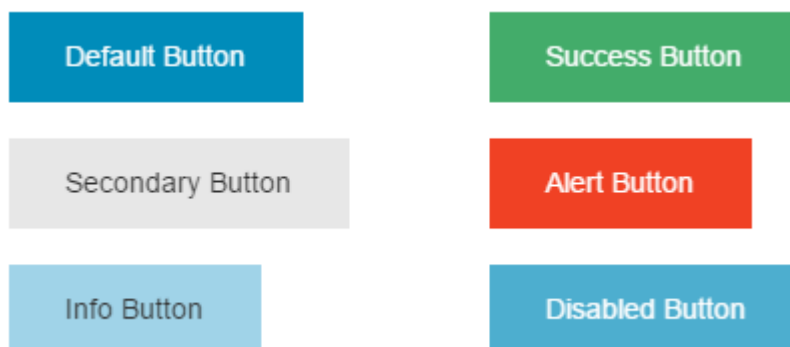 Default Button
Success Button
Secondary Button
Alert Button
Info Button
Disabled Button